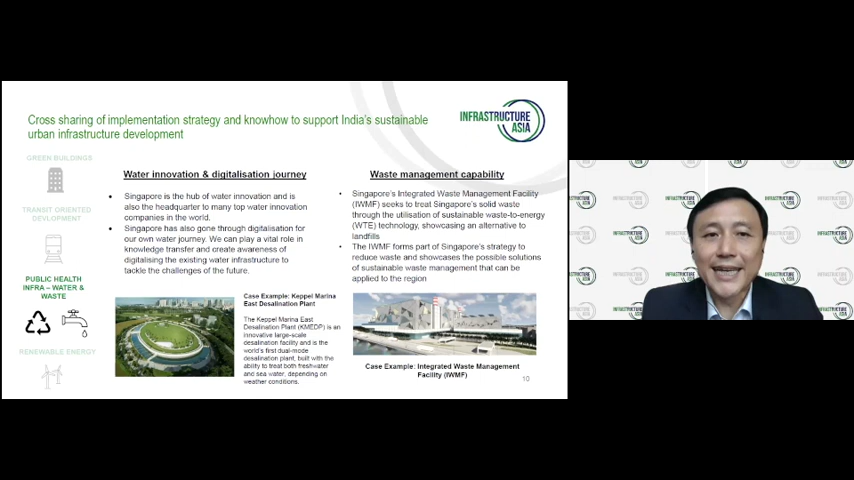 Cross sharing of implementation strategy and knowhow to support India's sustainable
urban infrastructure development
INFRASTRUCTURE
ASIA
GREEN BUILDINGS
TRANSIT ORIENTED
DEVLOPMENT
PUBLIC HEALTH
INFRA – WATER &
WASTE
RENEWABLE ENERGY
Water innovation & digitalisation journey
• Singapore is the hub of water innovation and is
also the headquarter to many top water innovation
companies in the world.
• Singapore has also gone through digitalisation for
our own water journey. We can play a vital role in
knowledge transfer and create awareness of
digitalising the existing water infrastructure to
tackle the challenges of the future.
Case Example: Keppel Marina
East Desalination Plant
The Keppel Marina East
Desalination Plant (KMEDP) is an
innovative large-scale
desalination facility and is the
world's first dual-mode
desalination plant, built with the
ability to treat both freshwater
and sea water, depending on
weather conditions.
Waste management capability
• Singapore's Integrated Waste Management Facility
(IWMF) seeks to treat Singapore's solid waste
through the utilisation of sustainable waste-to-energy
(WTE) technology, showcasing an alternative to
landfills
• The IWMF forms part of Singapore's strategy to
reduce waste and showcases the possible solutions
of sustainable waste management that can be
applied to the region
Case Example: Integrated Waste Management
Facility (IWMF)
10